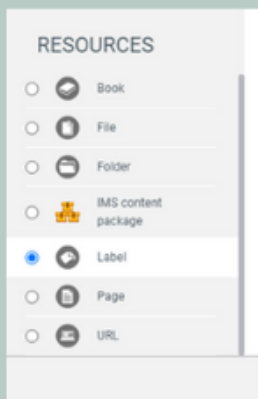 RESOURCES
Book
File
Folder
IMS content
package
Label
Page
URL